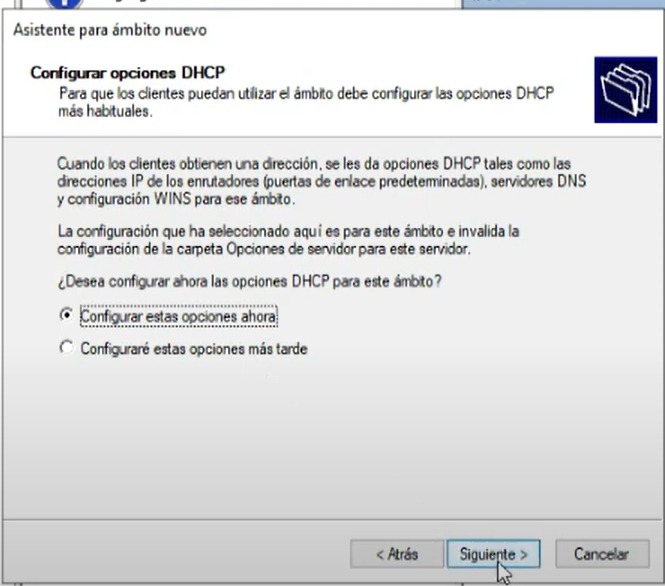 Asistente para ámbito nuevo
Configurar opciones DHCP
Para que los clientes puedan utilizar el ámbito debe configurar las opciones DHCP
más habituales.
Cuando los clientes obtienen una dirección, se les da opciones DHCP tales como las
direcciones IP de los enrutadores (puertas de enlace predeterminadas), servidores DNS
y configuración WINS para ese ámbito.
La configuración que ha seleccionado aquí es para este ámbito e invalida la
configuración de la carpeta Opciones de servidor para este servidor.
¿Desea configurar ahora las opciones DHCP para este ámbito?
Configurar estas opciones ahora
Configuraré estas opciones más tarde
< Atrás Siguiente > Cancelar